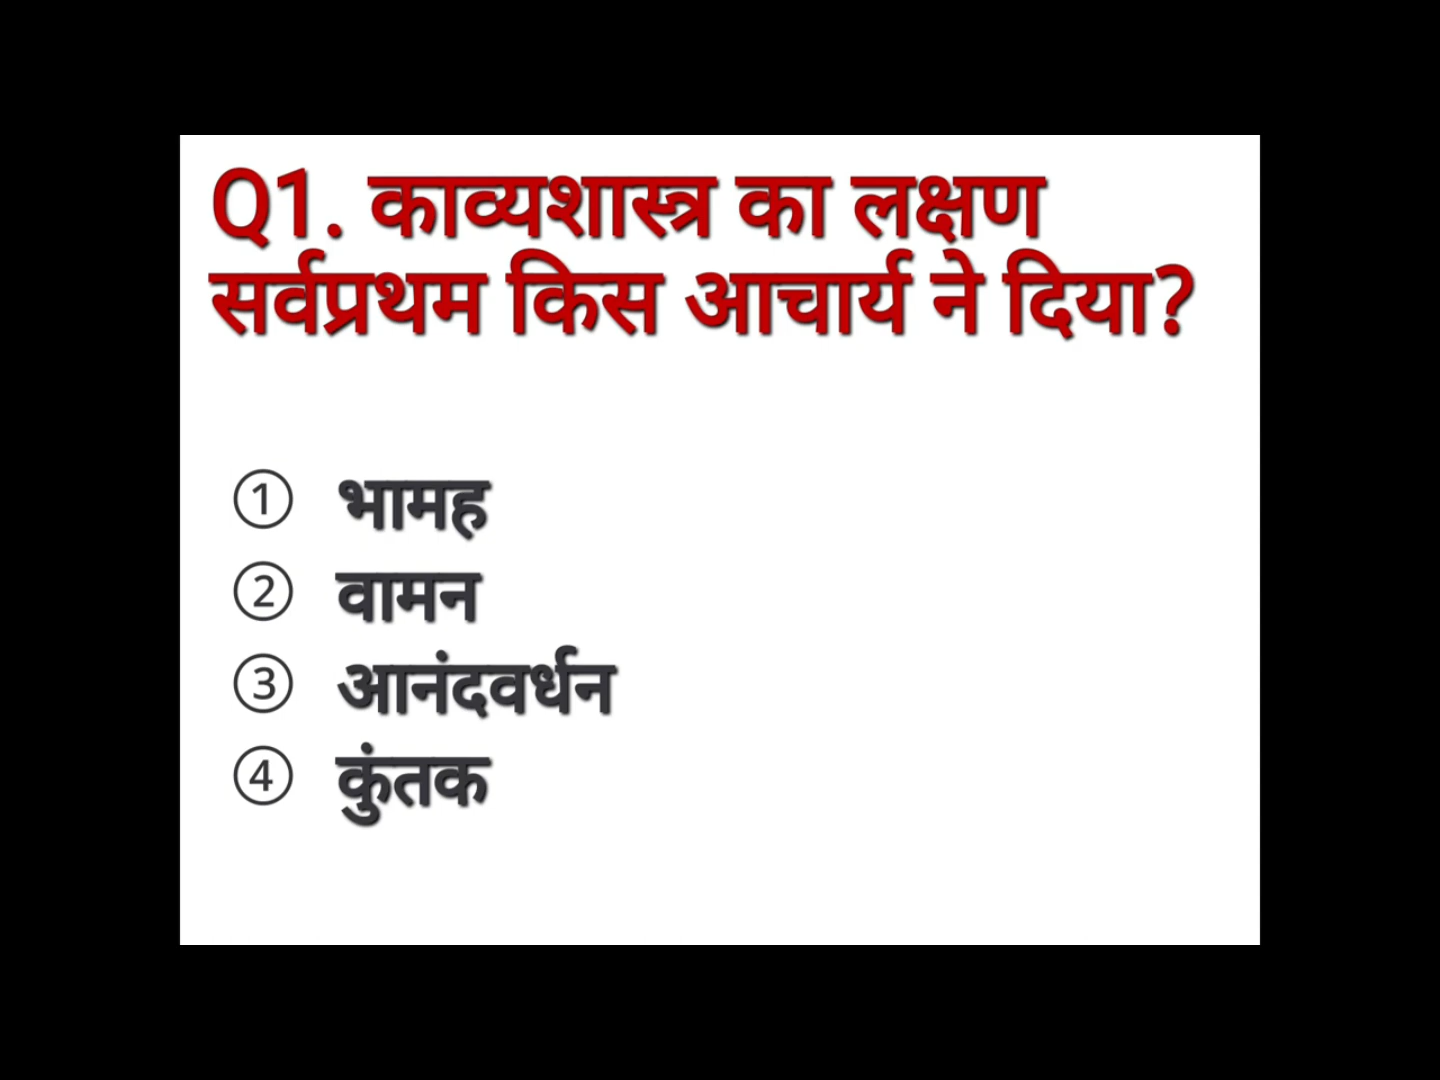 Q1. काव्यशास्त्र का लक्षण
सर्वप्रथम किस आचार्य ने दिया?
① भामह
② वामन
③ आनंदवर्धन
④ कुंतक